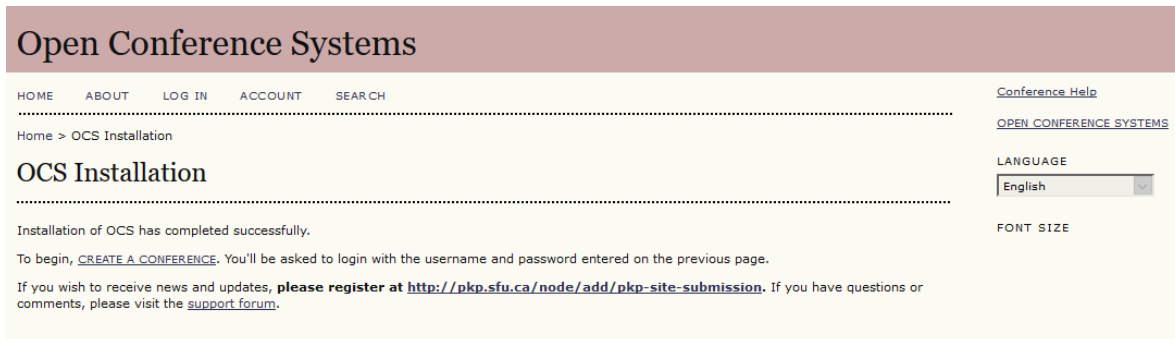 Open Conference Systems
HOME ABOUT LOG IN ACCOUNT SEARCH
Home > OCS Installation
OCS Installation
Installation of OCS has completed successfully.
To begin, CREATE A CONFERENCE. You'll be asked to login with the username and password entered on the previous page.
If you wish to receive news and updates, please register at http://pkp.sfu.ca/node/add/pkp-site-submission. If you have questions or
comments, please visit the support forum.
Conference Help
OPEN CONFERENCE SYSTEMS
LANGUAGE
English
FONT SIZE